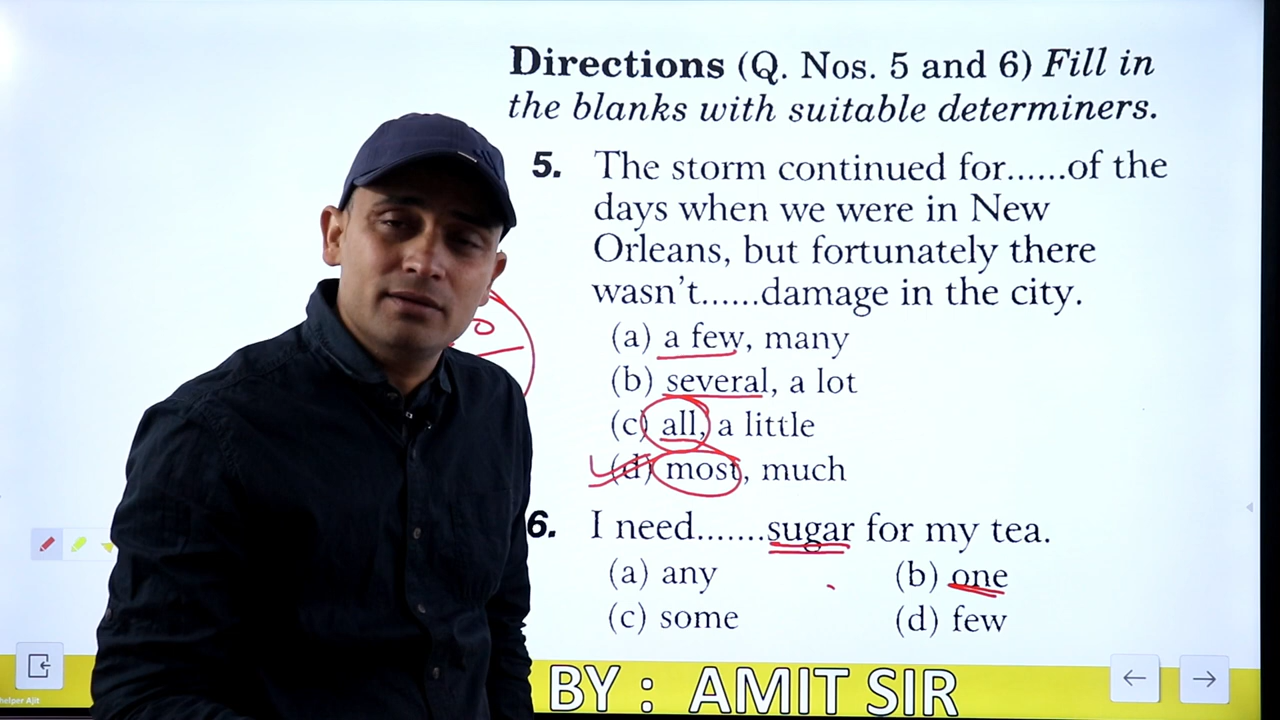 Directions (Q. Nos. 5 and 6) Fill in
the blanks with suitable determiners.
5. The storm continued for......of the
days when we were in New
Orleans, but fortunately there
wasn't......damage in the city.
(a) a few, many
(b) several, a lot
(c) all, a little
(d) most, much
6. I need.......sugar for my tea.
(a) any (b) one
(c) some (d) few
BY : AMIT SIR
helper Ajit